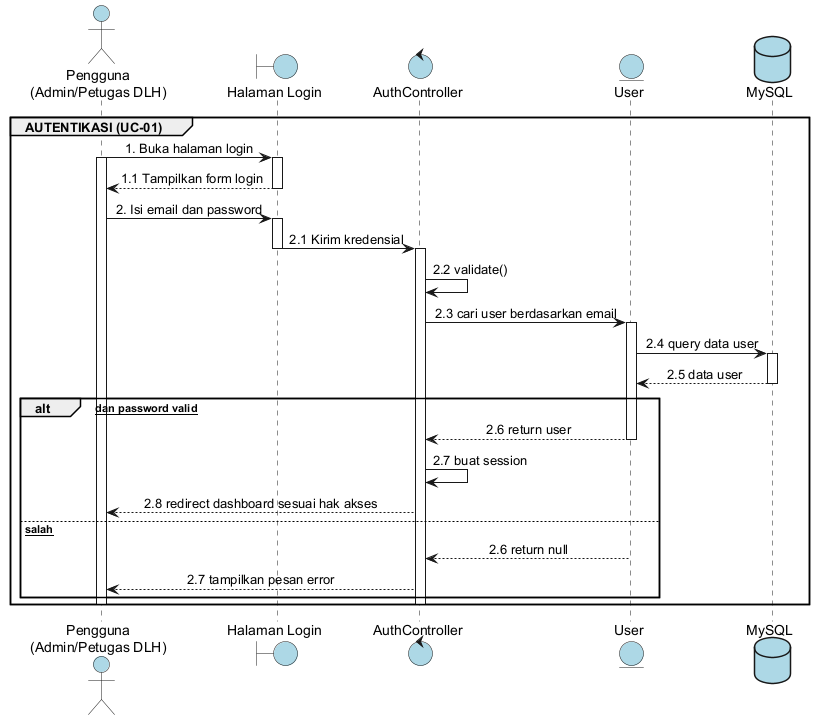 Pengguna
(Admin/Petugas DLH)
Halaman Login
AuthController
User
MySQL
AUTENTIKASI (UC-01)
1. Buka halaman login
1.1 Tampilkan form login
2. Isi email dan password
2.1 Kirim kredensial
2.2 validate()
2.3 cari user berdasarkan email
2.4 query data user
2.5 data user
alt
dan password valid
2.6 return user
2.7 buat session
2.8 redirect dashboard sesuai hak akses
salah
2.6 return null
2.7 tampilkan pesan error
Pengguna
(Admin/Petugas DLH)
Halaman Login
AuthController
User
MySQL